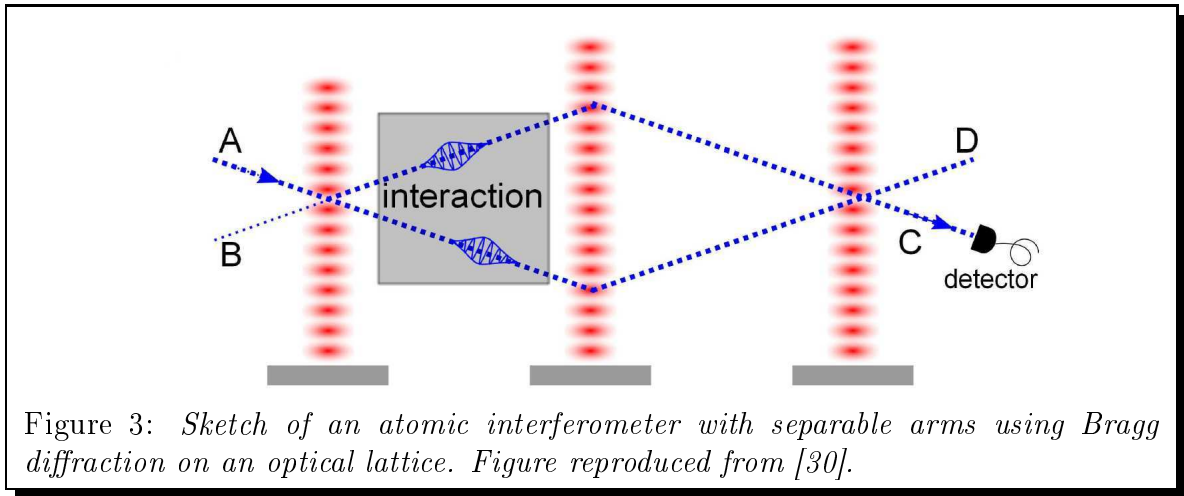 A
B
interaction
D
C
detector
Figure 3: Sketch of an atomic interferometer with separable arms using Bragg
diffraction on an optical lattice. Figure reproduced from [30].